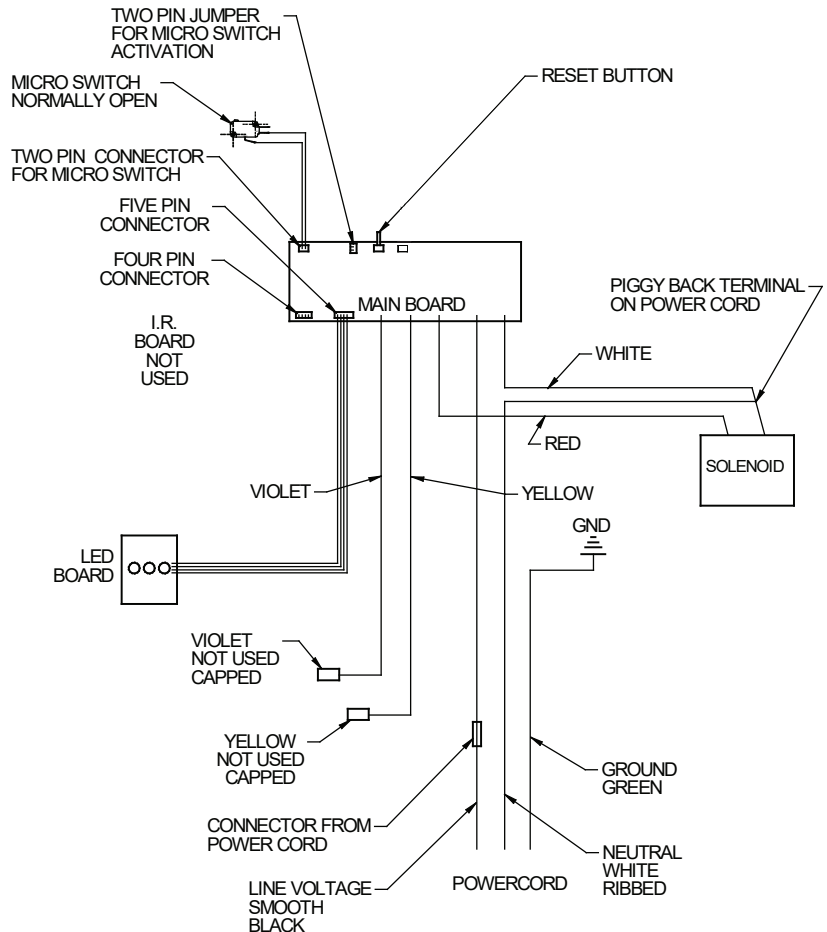 TWO PIN JUMPER
FOR MICRO SWITCH
ACTIVATION
MICRO SWITCH
NORMALLY OPEN
RESET BUTTON
TWO PIN CONNECTOR
FOR MICRO SWITCH
FIVE PIN
CONNECTOR
FOUR PIN
CONNECTOR
MAIN BOARD
PIGGY BACK TERMINAL
ON POWER CORD
I.R.
BOARD
NOT
USED
WHITE
RED
SOLENOID
VIOLET
YELLOW
GND
LED
BOARD
VIOLET
NOT USED
CAPPED
YELLOW
NOT USED
CAPPED
GROUND
GREEN
CONNECTOR FROM
POWER CORD
NEUTRAL
WHITE
RIBBED
LINE VOLTAGE
SMOOTH
BLACK
POWERCORD